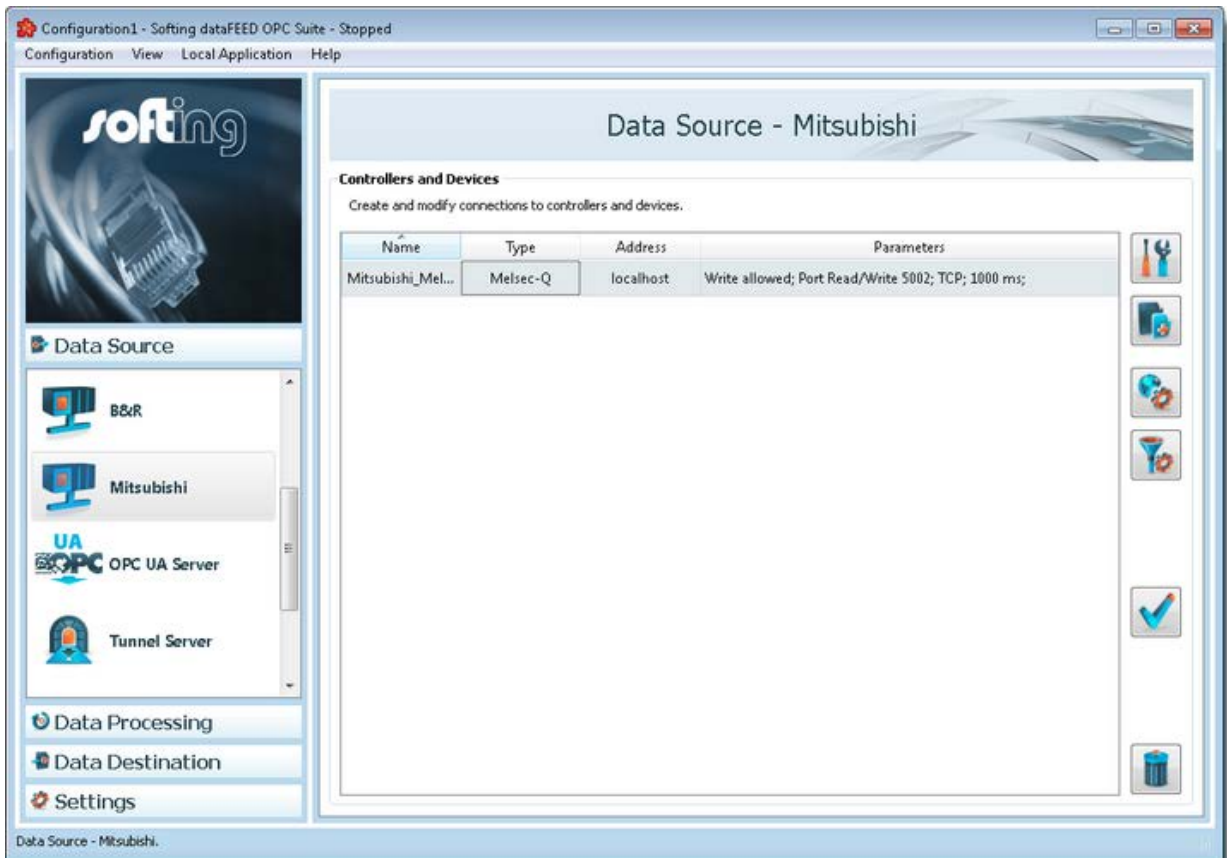 Configuration1 - Softing dataFEED OPC Suite - Stopped
Configuration View Local Application Help
softing
Data Source
B&R
Mitsubishi
UA
OPC
OPC UA Server
Tunnel Server
Data Processing
Data Destination
Settings
Data Source - Mitsubishi
Controllers and Devices
Create and modify connections to controllers and devices.
Name Type Address Parameters
Mitsubishi_Mel... Melsec-Q localhost Write allowed; Port Read/Write 5002; TCP; 1000 ms;
Data Source - Mitsubishi.